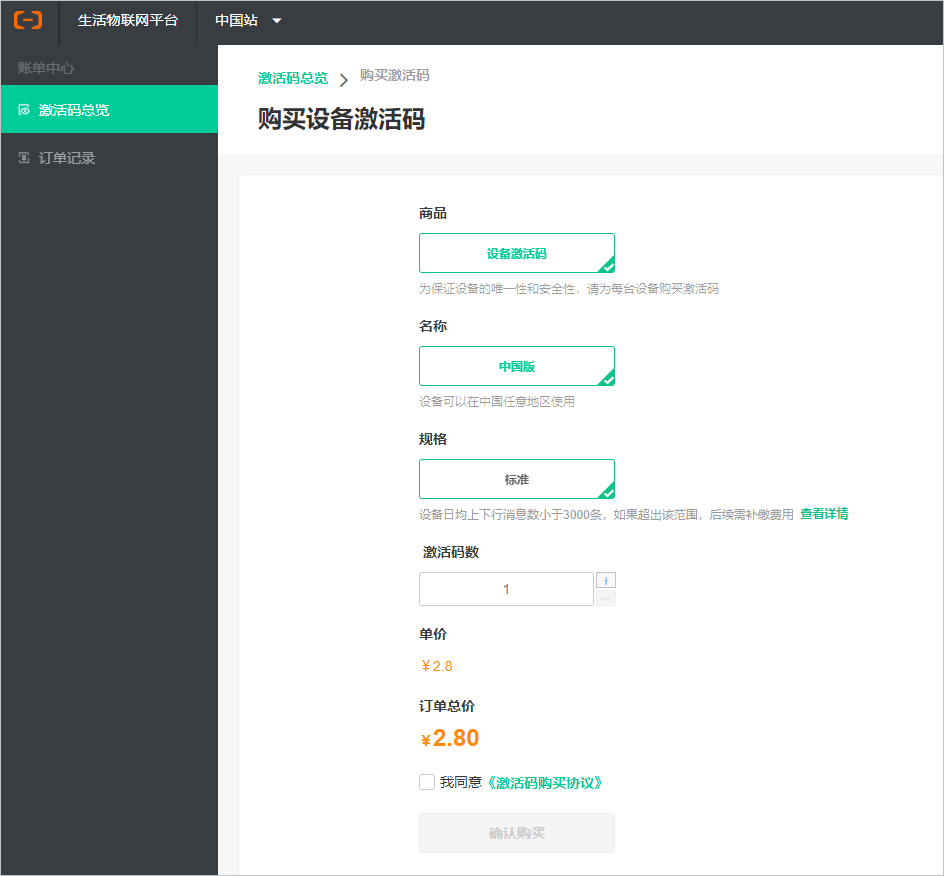 生活物联网平台
中国站
账单中心
激活码总览
订单记录
激活码总览 > 购买激活码
购买设备激活码
商品
设备激活码
为保证设备的唯一性和安全性，请为每台设备购买激活码
名称
中国版
设备可以在中国任意地区使用
规格
标准
设备日均上下行消息数小于3000条，如果超出该范围，后续需补缴费用 查看详情
激活码数
1
单价
¥2.8
订单总价
¥2.80
我同意《激活码购买协议》
确认购买